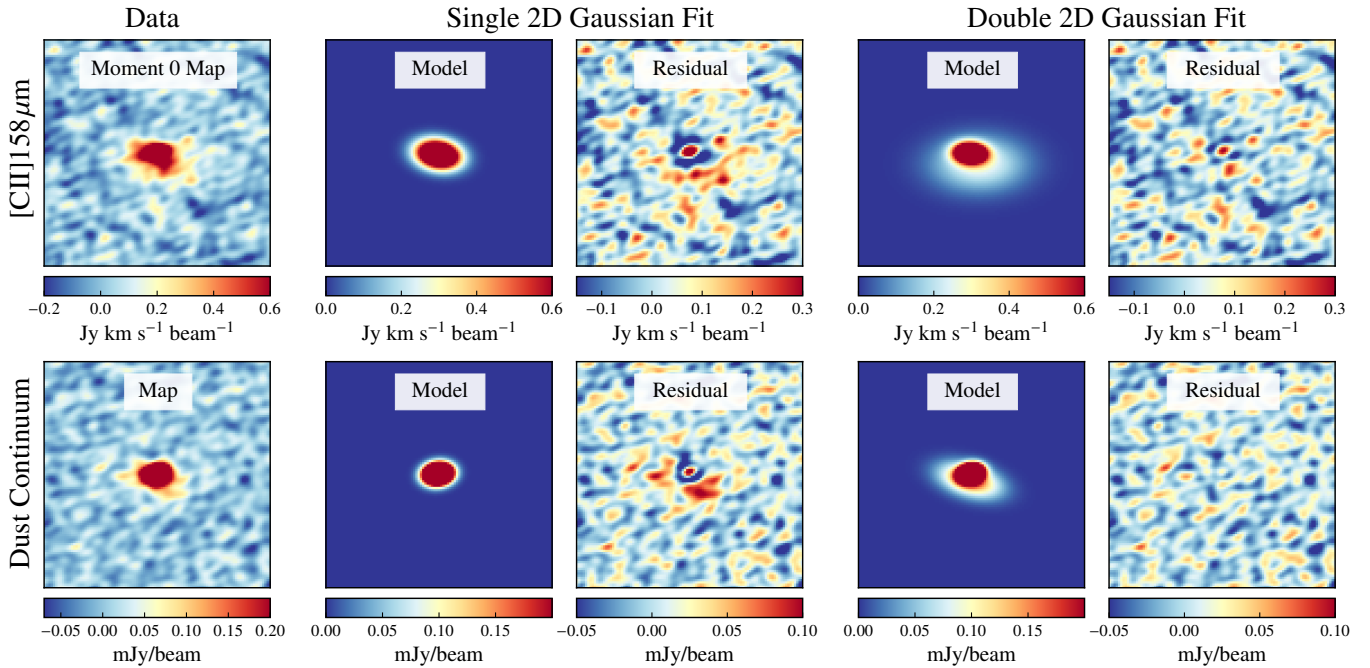 Data
Single 2D Gaussian Fit
Double 2D Gaussian Fit
[CII]158μm
Moment 0 Map
Model
Residual
Model
Residual
−0.2 0.0 0.2 0.4 0.6
0.0 0.2 0.4 0.6
−0.1 0.0 0.1 0.2 0.3
0.0 0.2 0.4 0.6
−0.1 0.0 0.1 0.2 0.3
Jy km s⁻¹ beam⁻¹
Jy km s⁻¹ beam⁻¹
Jy km s⁻¹ beam⁻¹
Jy km s⁻¹ beam⁻¹
Jy km s⁻¹ beam⁻¹
Dust Continuum
Map
Model
Residual
Model
Residual
−0.05 0.00 0.05 0.10 0.15 0.20
0.00 0.05 0.10 0.15
−0.05 0.00 0.05 0.10
0.00 0.05 0.10 0.15
−0.05 0.00 0.05 0.10
mJy/beam
mJy/beam
mJy/beam
mJy/beam
mJy/beam